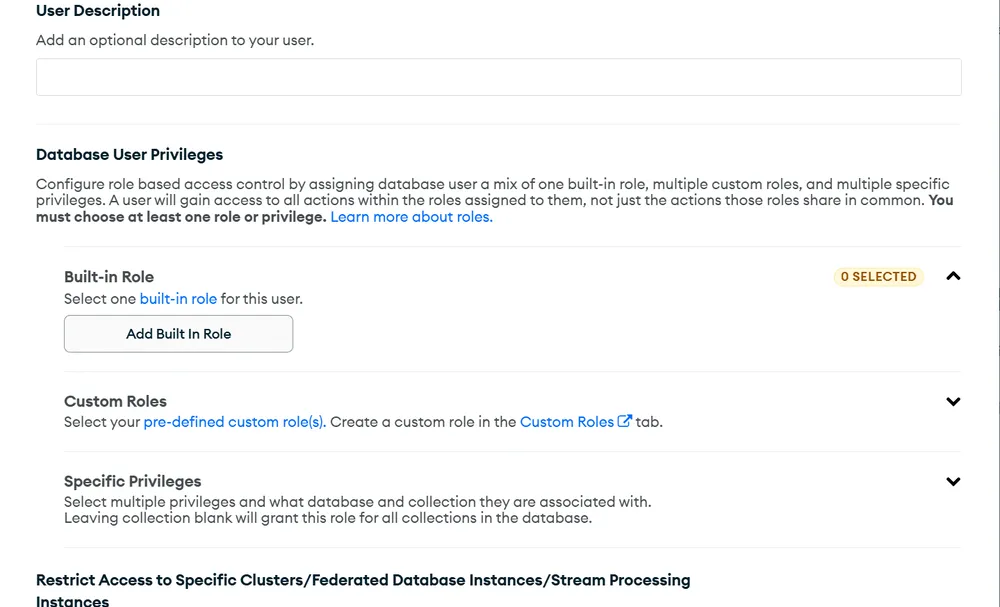 User Description
Add an optional description to your user.
Database User Privileges
Configure role based access control by assigning database user a mix of one built-in role, multiple custom roles, and multiple specific
privileges. A user will gain access to all actions within the roles assigned to them, not just the actions those roles share in common. You
must choose at least one role or privilege. Learn more about roles.
Built-in Role
0 SELECTED
Select one built-in role for this user.
Add Built In Role
Custom Roles
Select your pre-defined custom role(s). Create a custom role in the Custom Roles tab.
Specific Privileges
Select multiple privileges and what database and collection they are associated with.
Leaving collection blank will grant this role for all collections in the database.
Restrict Access to Specific Clusters/Federated Database Instances/Stream Processing
Instances